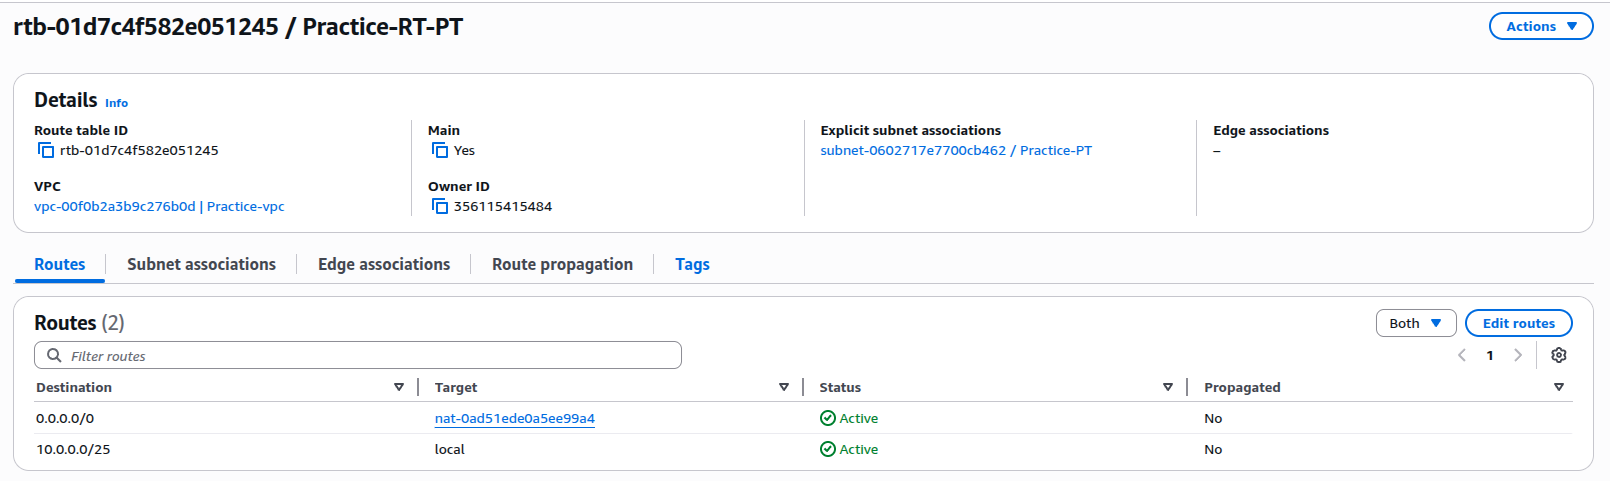 rtb-01d7c4f582e051245 / Practice-RT-PT
Actions
Details Info
Route table ID
rtb-01d7c4f582e051245
Main
Yes
Explicit subnet associations
subnet-0602717e7700cb462 / Practice-PT
Edge associations
–
VPC
vpc-00f0b2a3b9c276b0d | Practice-vpc
Owner ID
356115415484
Routes Subnet associations Edge associations Route propagation Tags
Routes (2)
Both
Edit routes
Filter routes
1
Destination Target Status Propagated
0.0.0.0/0 nat-0ad51ede0a5ee99a4 Active No
10.0.0.0/25 local Active No